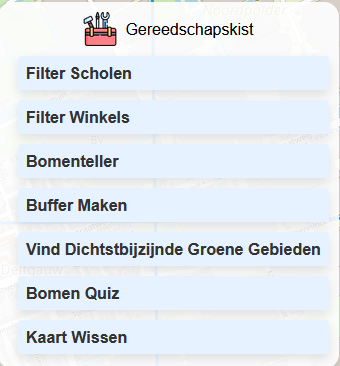 Gereedschapskist
Filter Scholen
Filter Winkels
Bomenteller
Buffer Maken
Vind Dichtstbijzijnde Groene Gebieden
Bomen Quiz
Kaart Wissen